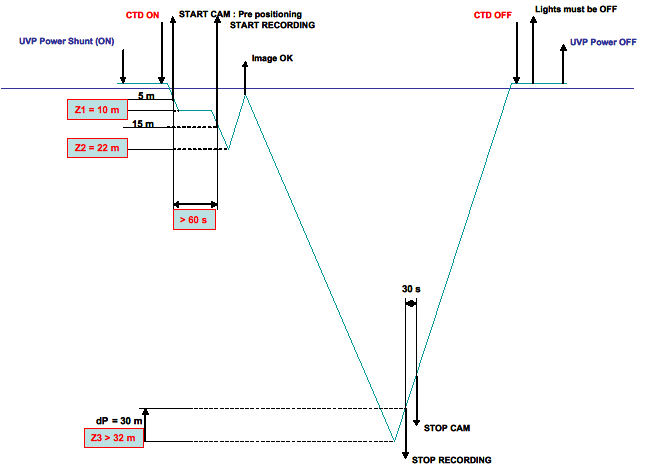 CTD ON
START CAM : Pre positioning
START RECORDING
UVP Power Shunt (ON)
Image OK
CTD OFF
Lights must be OFF
UVP Power OFF
5 m
Z1 = 10 m
15 m
Z2 = 22 m
> 60 s
30 s
dP = 30 m
Z3 > 32 m
STOP CAM
STOP RECORDING